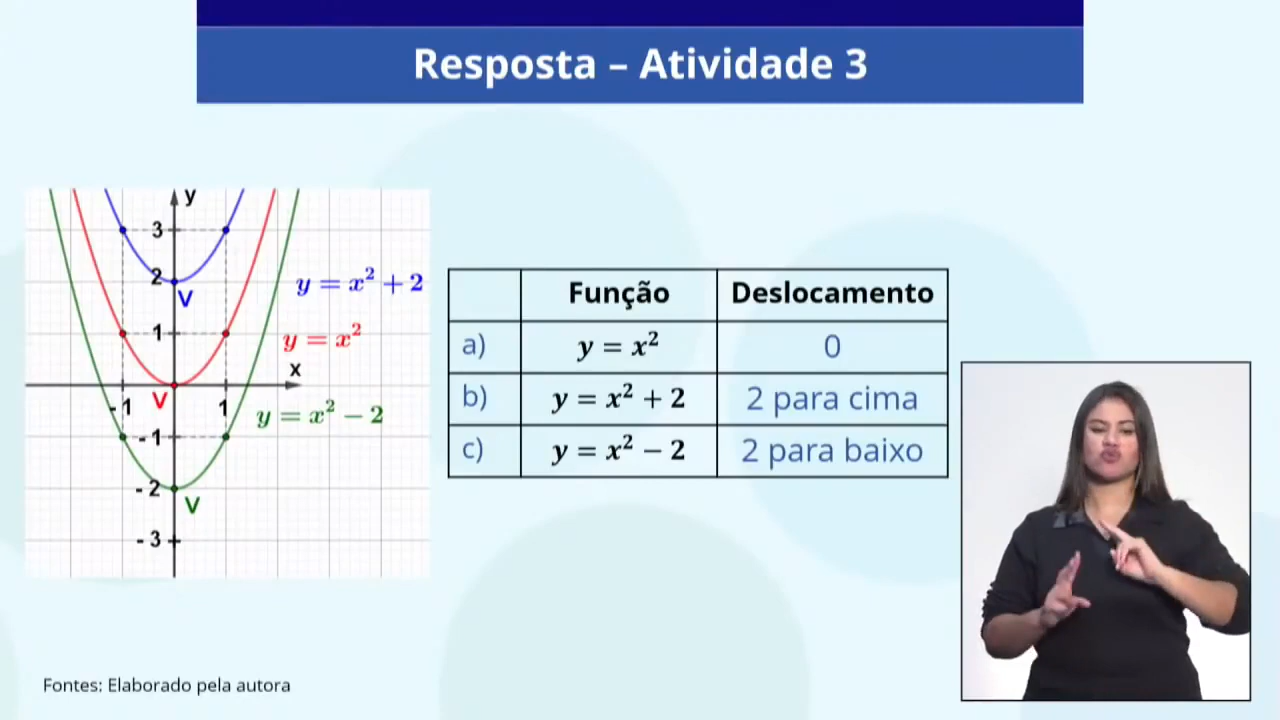 Resposta – Atividade 3
y
3
2
V
y = x² + 2
1
y = x²
x
V
-1
1
y = x² − 2
-1
-2
V
-3
Função Deslocamento
a) y = x² 0
b) y = x² + 2 2 para cima
c) y = x² − 2 2 para baixo
Fontes: Elaborado pela autora